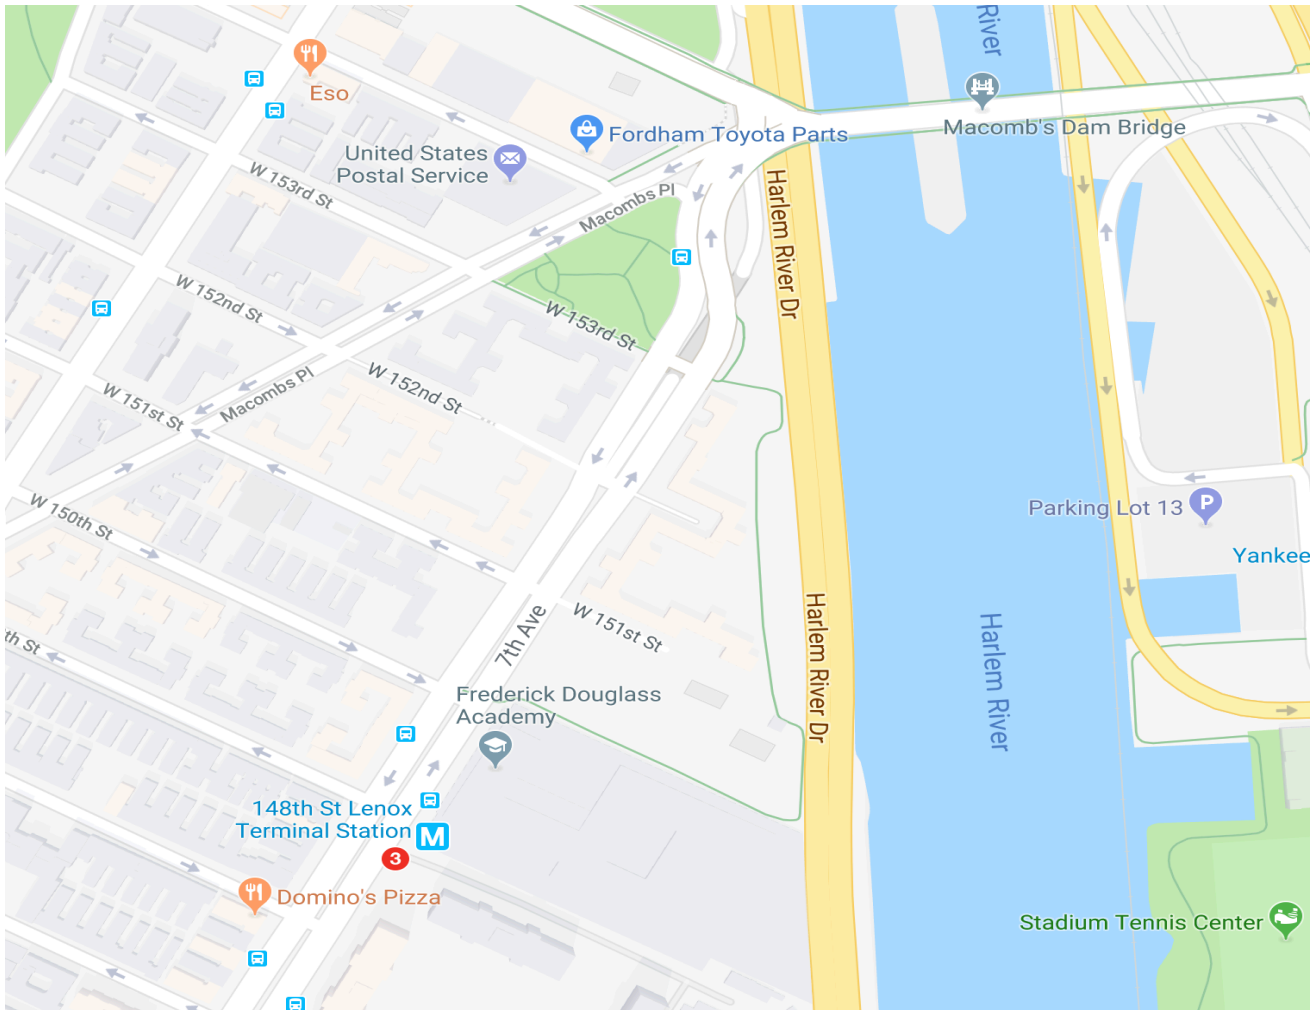 River
Eso
Macomb's Dam Bridge
Fordham Toyota Parts
United States
Postal Service
W 153rd St
Macombs Pl
Harlem River Dr
W 152nd St
W 153rd St
W 152nd St
Macombs Pl
W 151st St
W 150th St
Parking Lot 13
P
Yankee
7th Ave
W 151st St
Harlem River Dr
Harlem River
th St
Frederick Douglass
Academy
148th St Lenox
Terminal Station
M
3
Domino's Pizza
Stadium Tennis Center